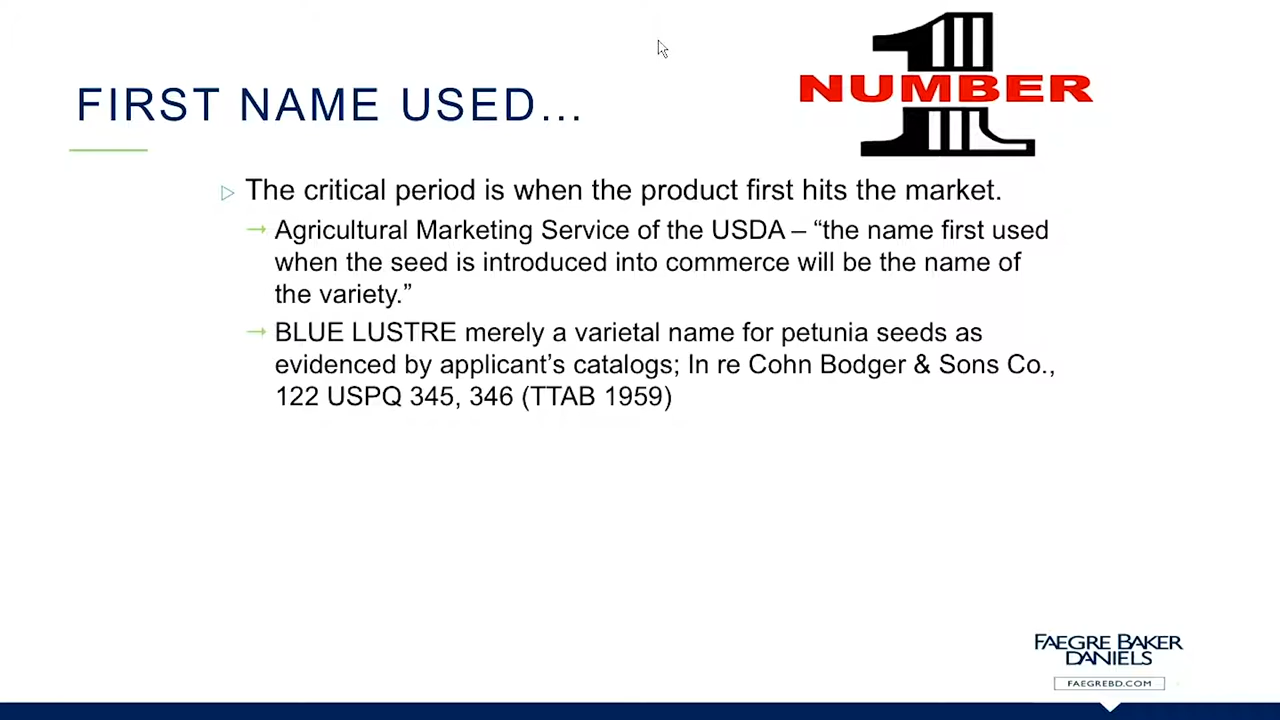 FIRST NAME USED...
NUMBER
1
▷ The critical period is when the product first hits the market.
→ Agricultural Marketing Service of the USDA – “the name first used
when the seed is introduced into commerce will be the name of
the variety.”
→ BLUE LUSTRE merely a varietal name for petunia seeds as
evidenced by applicant’s catalogs; In re Cohn Bodger & Sons Co.,
122 USPQ 345, 346 (TTAB 1959)
FAEGRE BAKER
DANIELS
FAEGREBD.COM